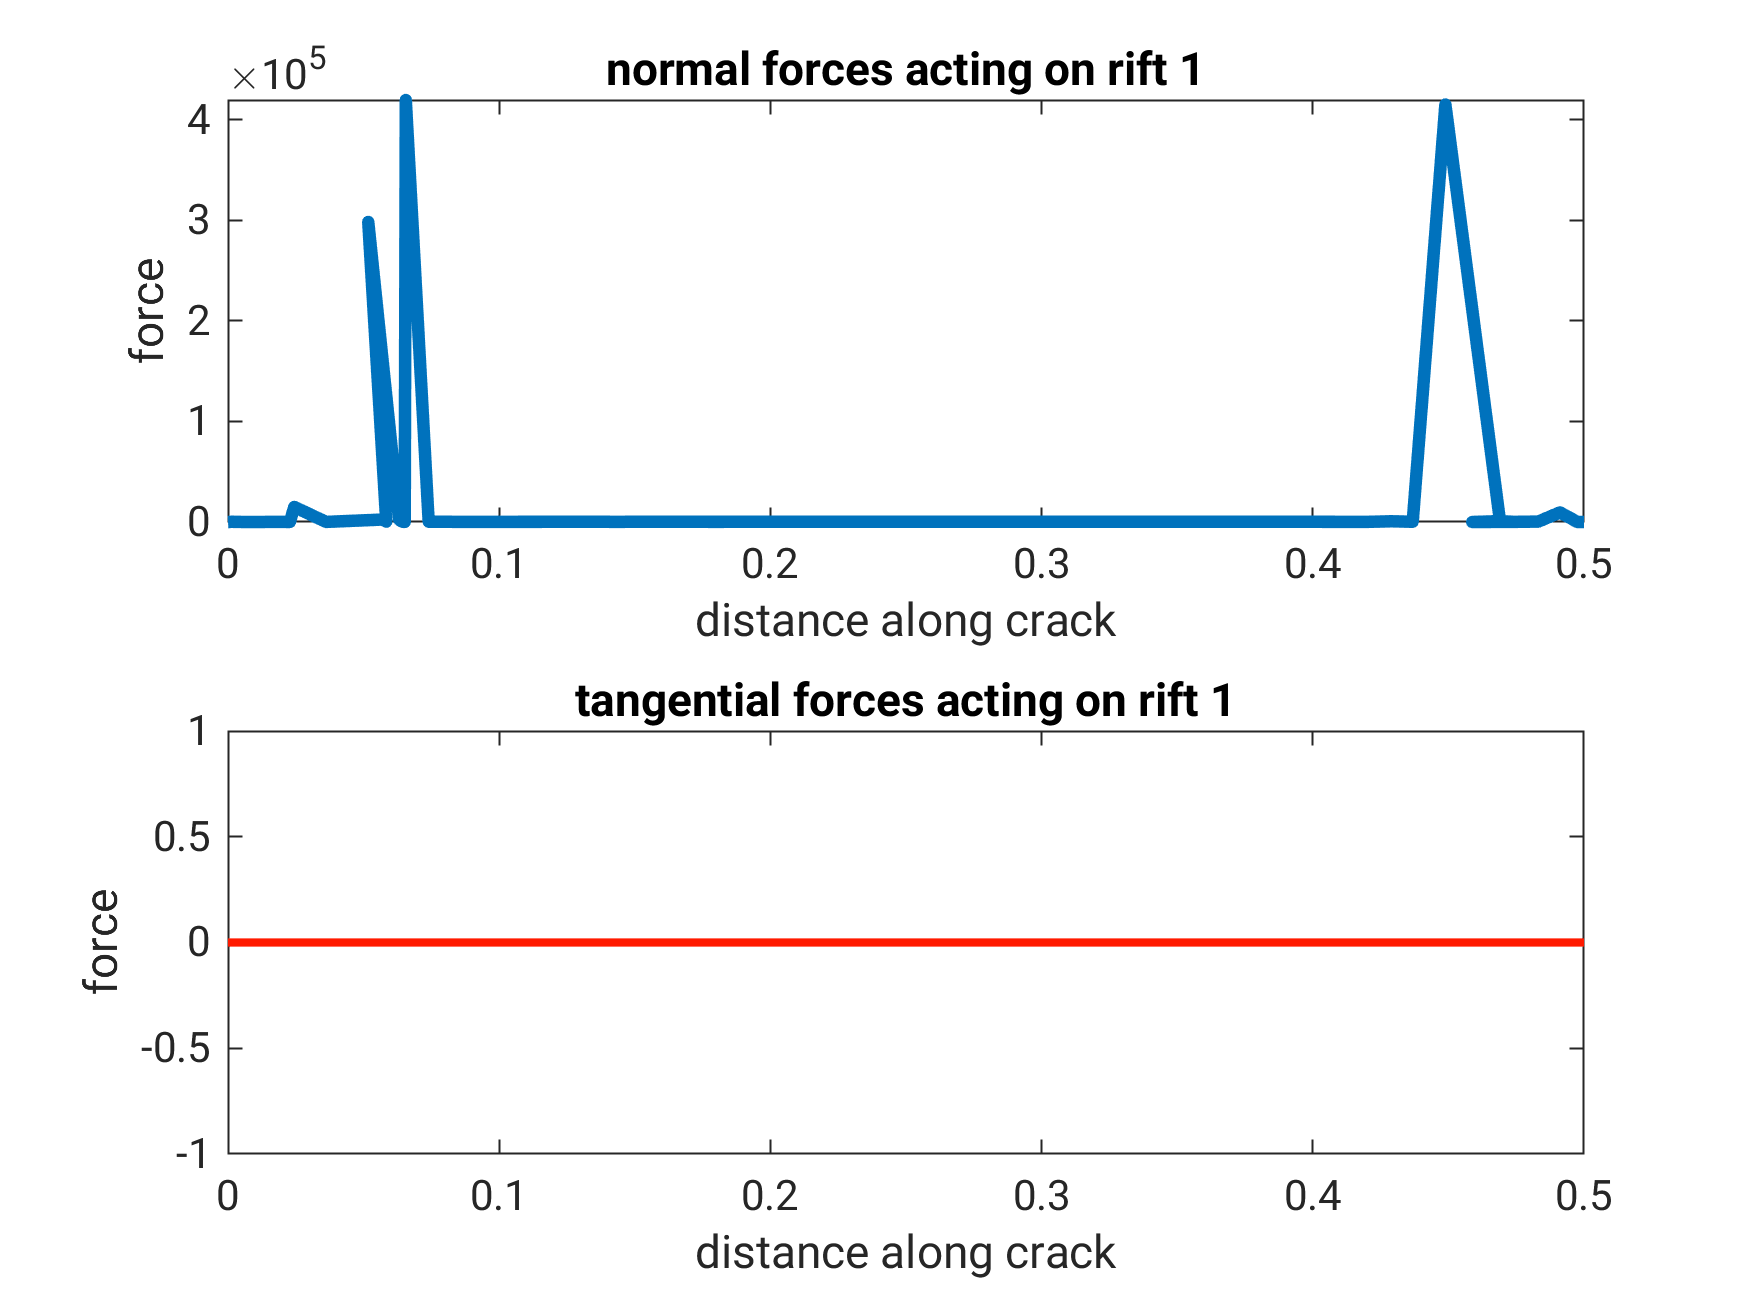 ×10⁵
normal forces acting on rift 1
4
3
2
1
0
force
0 0.1 0.2 0.3 0.4 0.5
distance along crack
tangential forces acting on rift 1
1
0.5
0
-0.5
-1
force
0 0.1 0.2 0.3 0.4 0.5
distance along crack